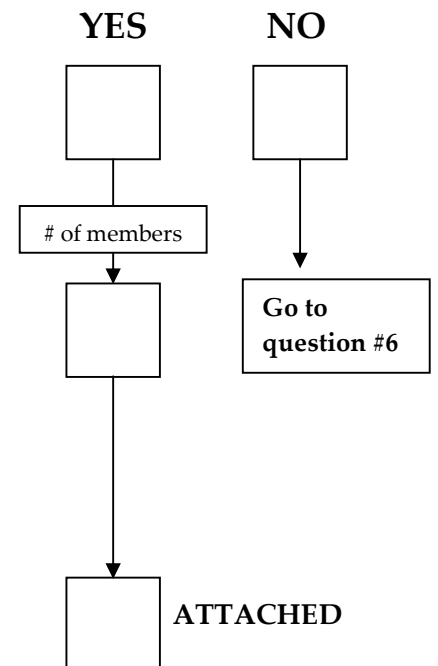 YES NO
# of members
Go to
question #6
ATTACHED